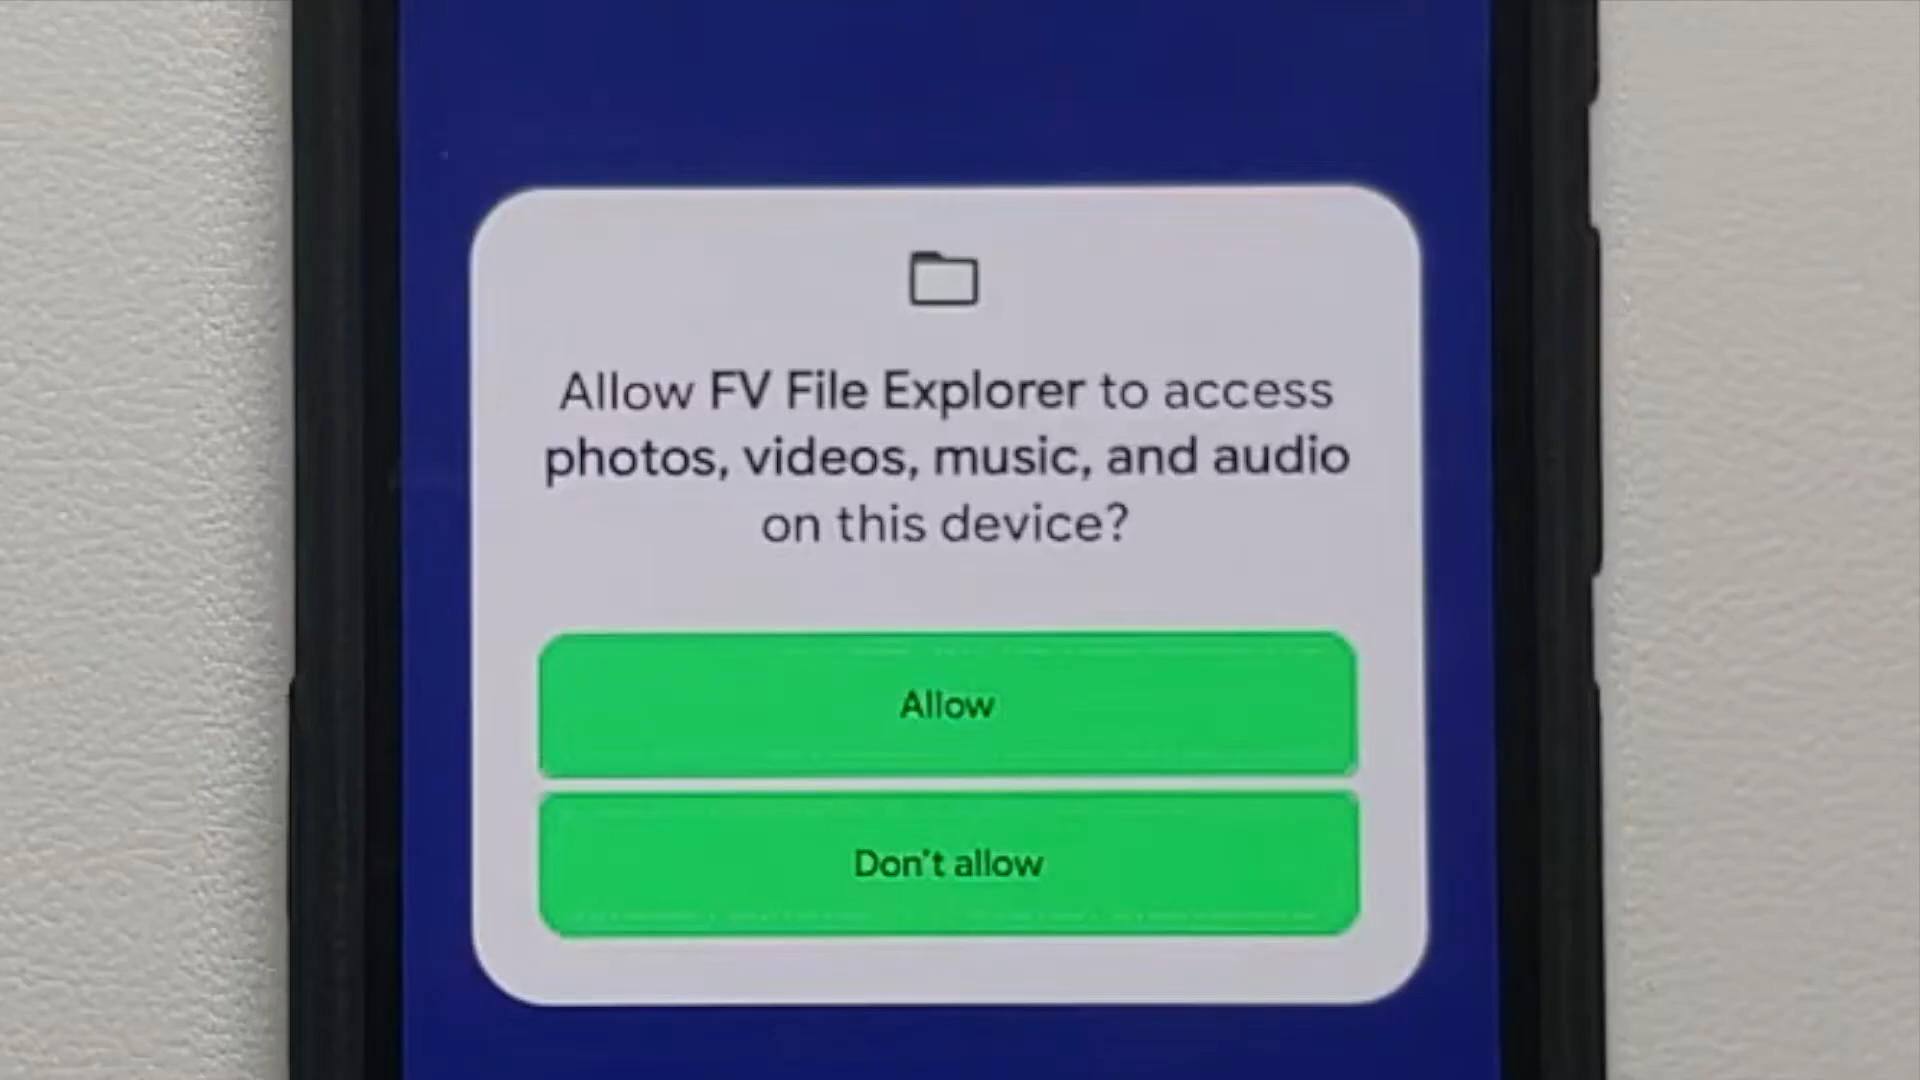 Allow FV File Explorer to access
photos, videos, music, and audio
on this device?
Allow
Don't allow